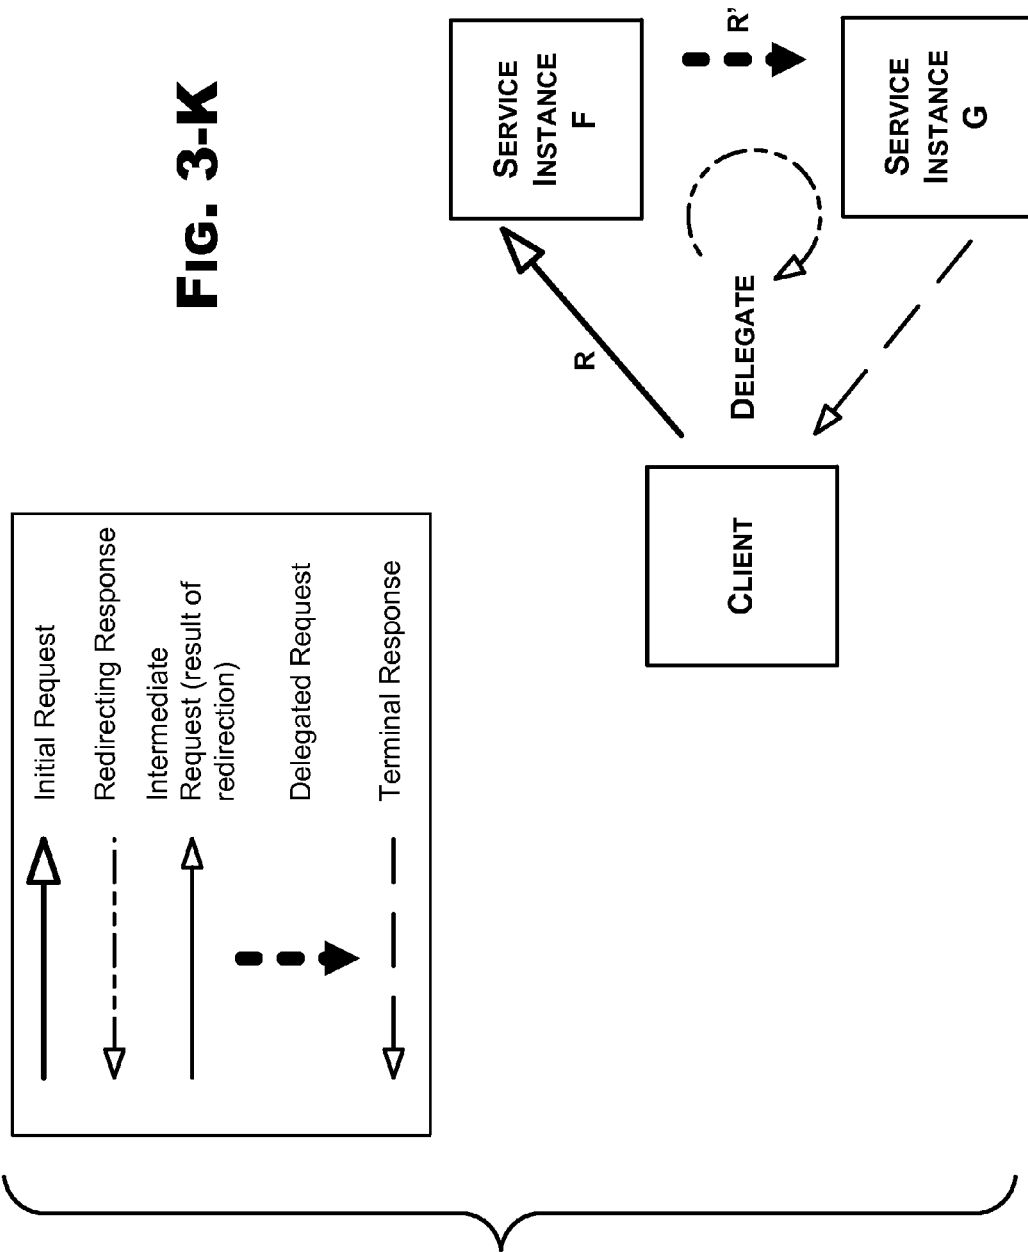 FIG. 3-K
Initial Request
Redirecting Response
Intermediate
Request (result of
redirection)
Delegated Request
Terminal Response
CLIENT
R
DELEGATE
SERVICE
INSTANCE
F
R'
SERVICE
INSTANCE
G